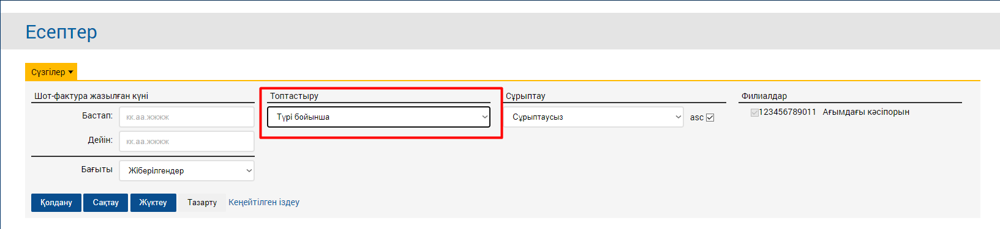 Есептер
Сүзгілер
Шот-фактура жазылған күні
Бастап: кк.аа.жжжж
Дейін: кк.аа.жжжж
Бағыты Жіберілгендер
Топтастыру
Түрі бойынша
Сұрыптау
Сұрыптаусыз asc
Филиалдар
123456789011 Ағымдағы кәсіпорын
Қолдану Сақтау Жүктеу Тазарту Кеңейтілген іздеу